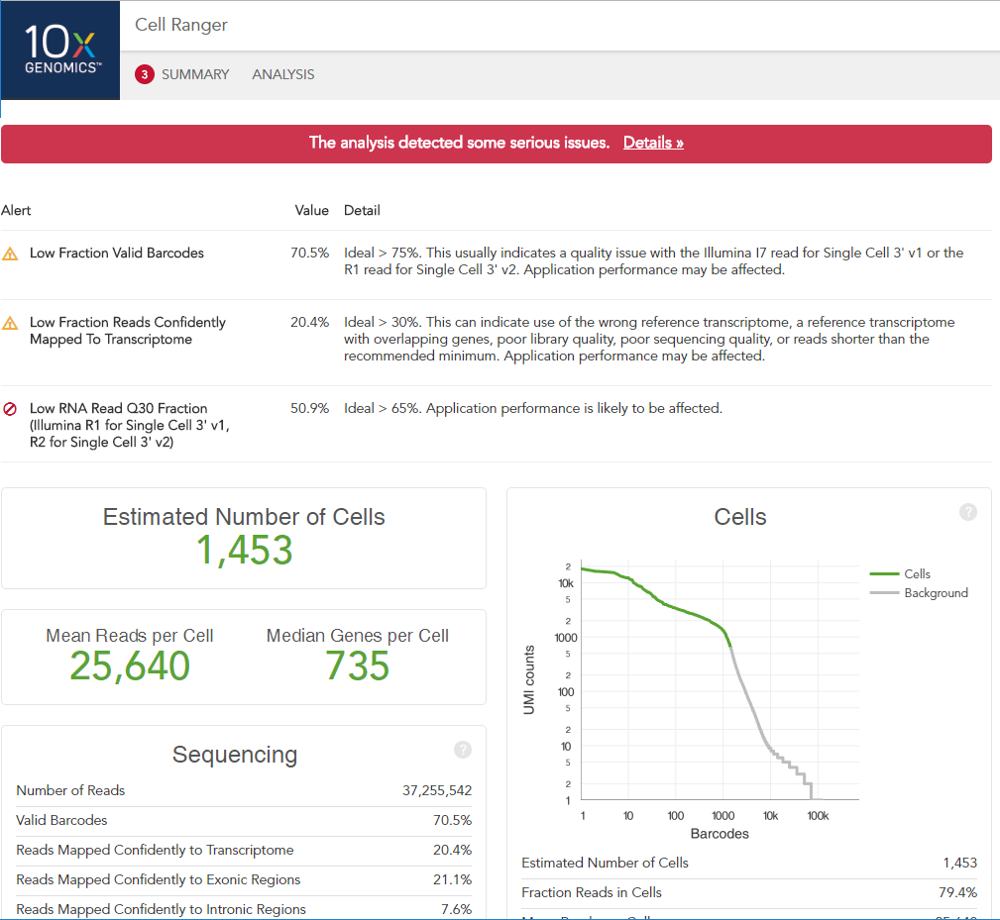 10x
GENOMICS™
Cell Ranger
3 SUMMARY ANALYSIS
The analysis detected some serious issues. Details »
Alert Value Detail
Low Fraction Valid Barcodes 70.5% Ideal > 75%. This usually indicates a quality issue with the Illumina I7 read for Single Cell 3' v1 or the
R1 read for Single Cell 3' v2. Application performance may be affected.
Low Fraction Reads Confidently 20.4% Ideal > 30%. This can indicate use of the wrong reference transcriptome, a reference transcriptome
Mapped To Transcriptome with overlapping genes, poor library quality, poor sequencing quality, or reads shorter than the
recommended minimum. Application performance may be affected.
Low RNA Read Q30 Fraction 50.9% Ideal > 65%. Application performance is likely to be affected.
(Illumina R1 for Single Cell 3' v1,
R2 for Single Cell 3' v2)
Estimated Number of Cells
1,453
Mean Reads per Cell Median Genes per Cell
25,640 735
Sequencing ?
Number of Reads 37,255,542
Valid Barcodes 70.5%
Reads Mapped Confidently to Transcriptome 20.4%
Reads Mapped Confidently to Exonic Regions 21.1%
Reads Mapped Confidently to Intronic Regions 7.6%
Cells ?
2
10k
5
2
1000
5
2
100
5
2
10
5
2
1
UMI counts
1 10 100 1000 10k 100k
Barcodes
Cells
Background
Estimated Number of Cells 1,453
Fraction Reads in Cells 79.4%